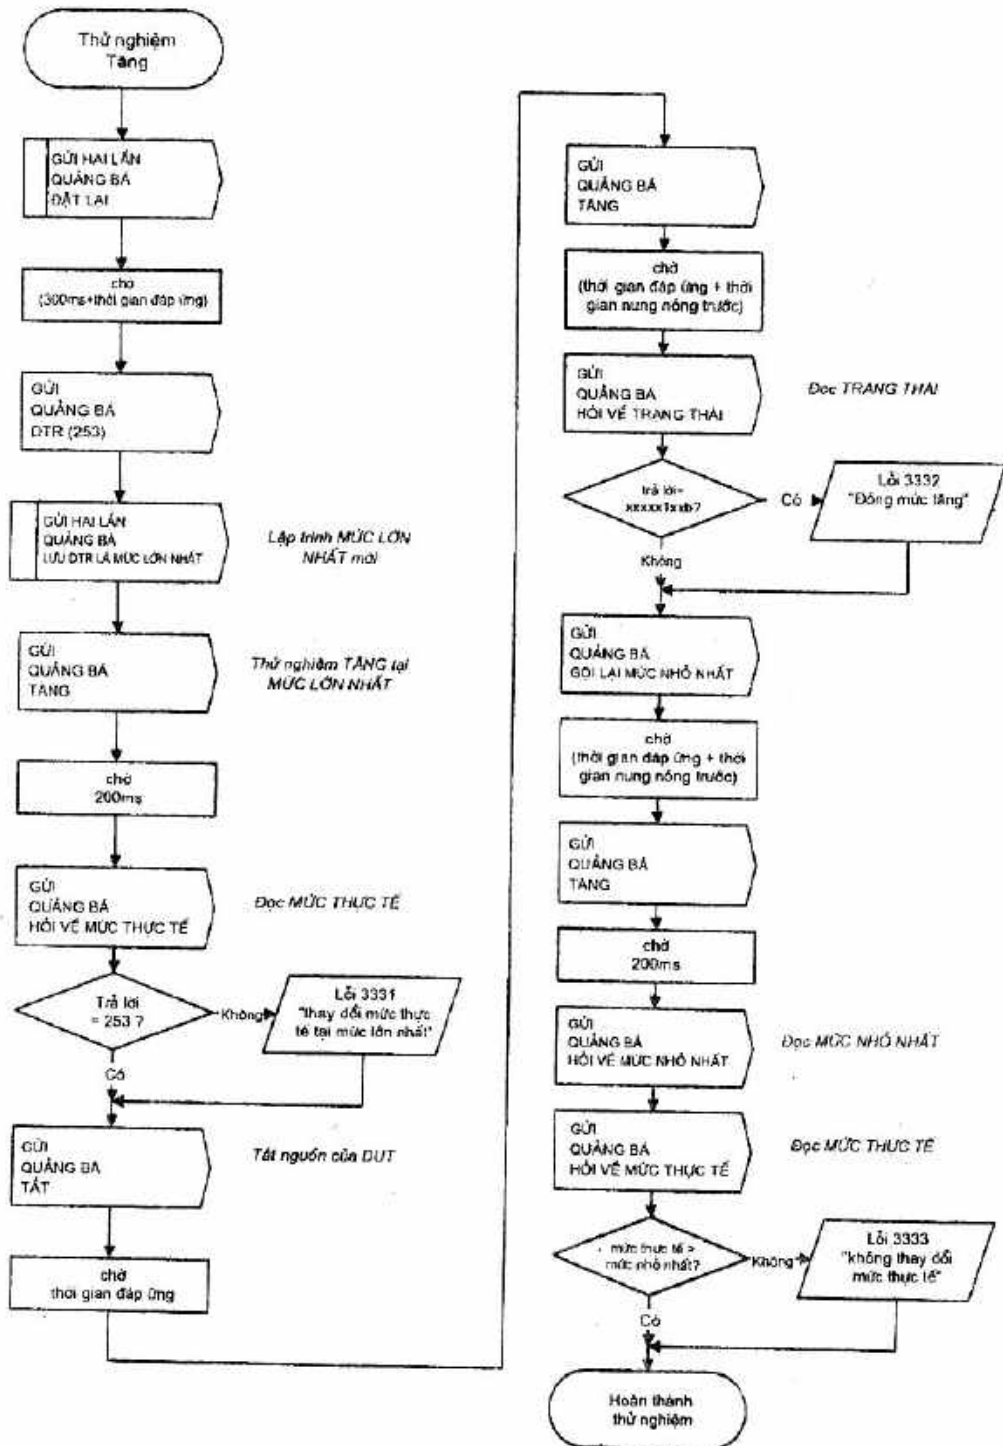 Thử nghiệm
Tăng
GỬI HAI LẦN
QUẢNG BÁ
ĐẶT LẠI
chờ
(300ms+thời gian đáp ứng)
GỬI
QUẢNG BÁ
DTR (253)
GỬI HAI LẦN
QUẢNG BÁ
LƯU DTR LÀ MỨC LỚN NHẤT
Lập trình MỨC LỚN
NHẤT mới
GỬI
QUẢNG BÁ
TĂNG
Thử nghiệm TĂNG tại
MỨC LỚN NHẤT
chờ
200ms
GỬI
QUẢNG BÁ
HỎI VỀ MỨC THỰC TẾ
Đọc MỨC THỰC TẾ
Trả lời
= 253 ?
Không
Lỗi 3331
"thay đổi mức thực
tế tại mức lớn nhất"
Có
GỬI
QUẢNG BÁ
TẮT
Tắt nguồn của DUT
chờ
thời gian đáp ứng
GỬI
QUẢNG BÁ
TĂNG
chờ
(thời gian đáp ứng + thời
gian nung nóng trước)
GỬI
QUẢNG BÁ
HỎI VỀ TRẠNG THÁI
Đọc TRẠNG THÁI
trả lời=
xxxxx1xxb?
Có
Lỗi 3332
"Đóng mức tăng"
Không
GỬI
QUẢNG BÁ
GỌI LẠI MỨC NHỎ NHẤT
chờ
(thời gian đáp ứng + thời
gian nung nóng trước)
GỬI
QUẢNG BÁ
TĂNG
chờ
200ms
GỬI
QUẢNG BÁ
HỎI VỀ MỨC NHỎ NHẤT
Đọc MỨC NHỎ NHẤT
GỬI
QUẢNG BÁ
HỎI VỀ MỨC THỰC TẾ
Đọc MỨC THỰC TẾ
mức thực tế >
mức nhỏ nhất?
Không
Lỗi 3333
"không thay đổi
mức thực tế"
Có
Hoàn thành
thử nghiệm